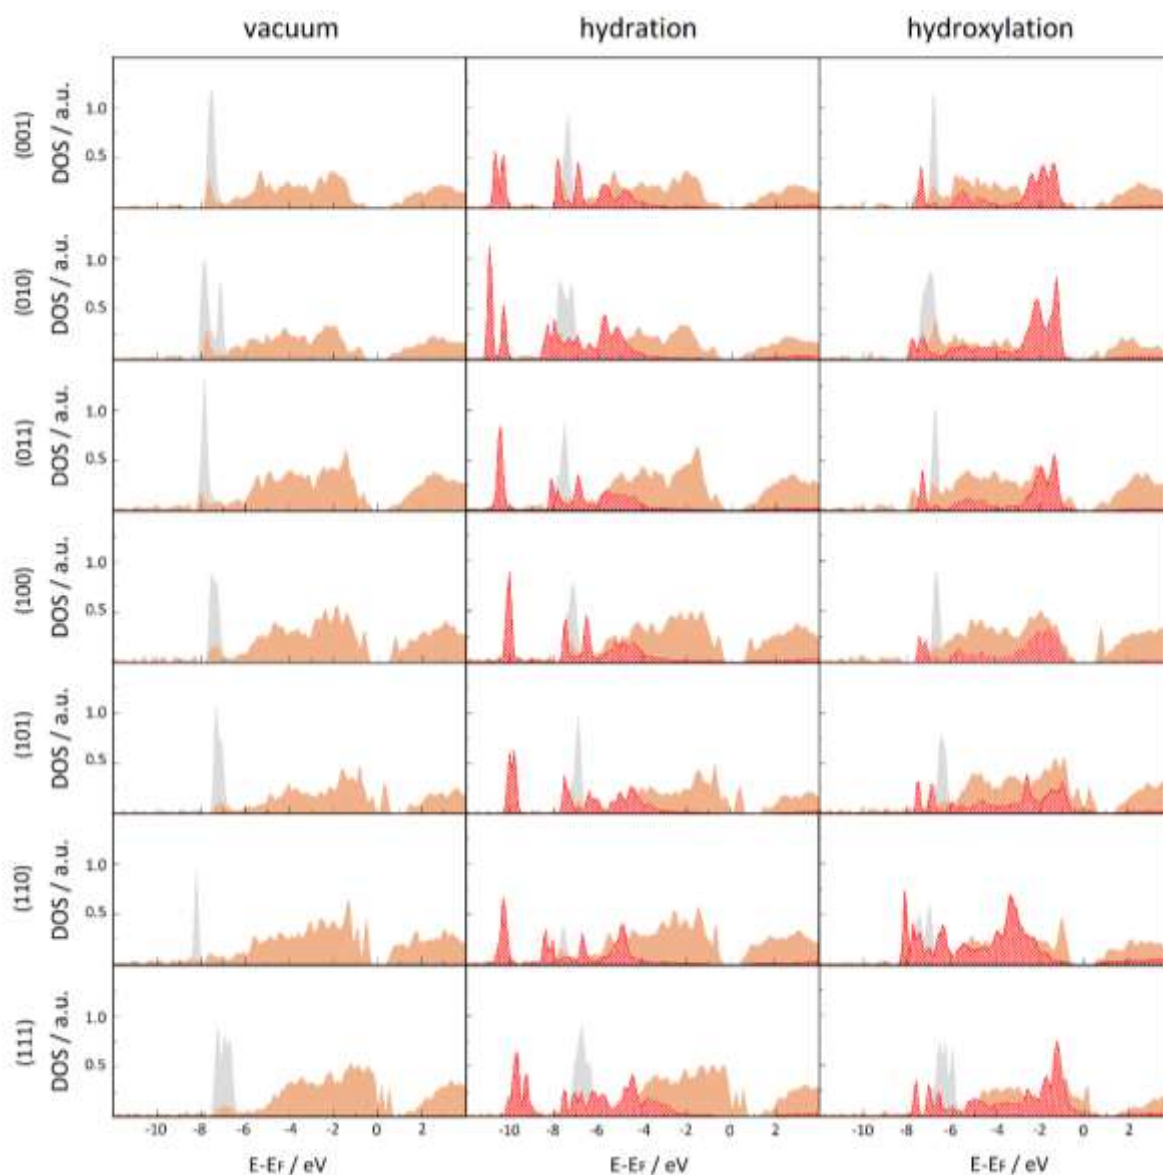 vacuum hydration hydroxylation
(001) DOS / a.u. 1.0 0.5
(010) DOS / a.u. 1.0 0.5
(011) DOS / a.u. 1.0 0.5
(100) DOS / a.u. 1.0 0.5
(101) DOS / a.u. 1.0 0.5
(110) DOS / a.u. 1.0 0.5
(111) DOS / a.u. 1.0 0.5
-10 -8 -6 -4 -2 0 2 -10 -8 -6 -4 -2 0 2 -10 -8 -6 -4 -2 0 2
E-EF / eV E-EF / eV E-EF / eV